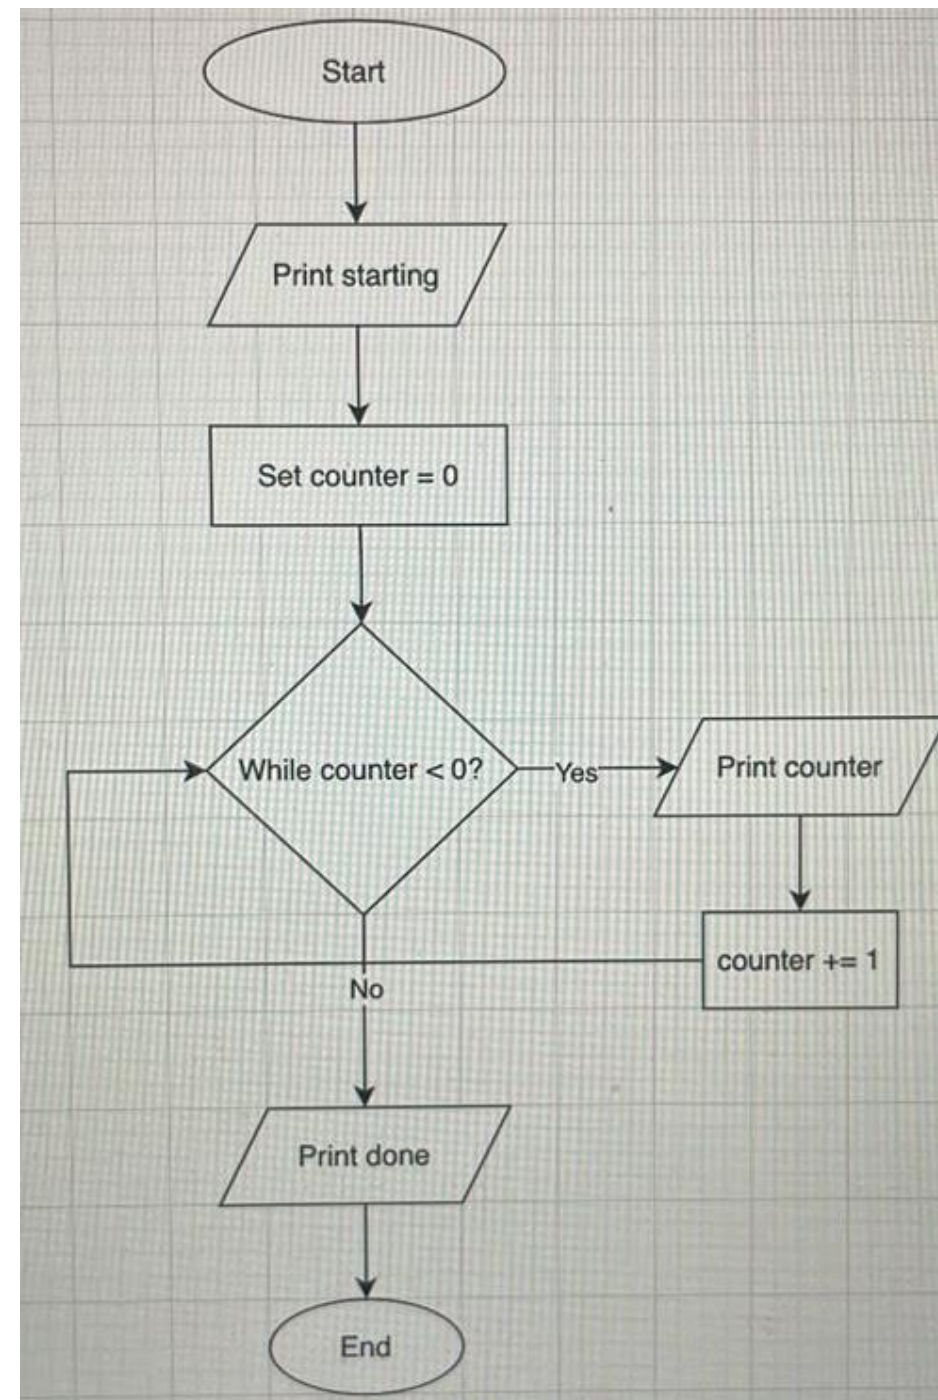 Start
Print starting
Set counter = 0
While counter < 0?
Yes
Print counter
counter += 1
No
Print done
End